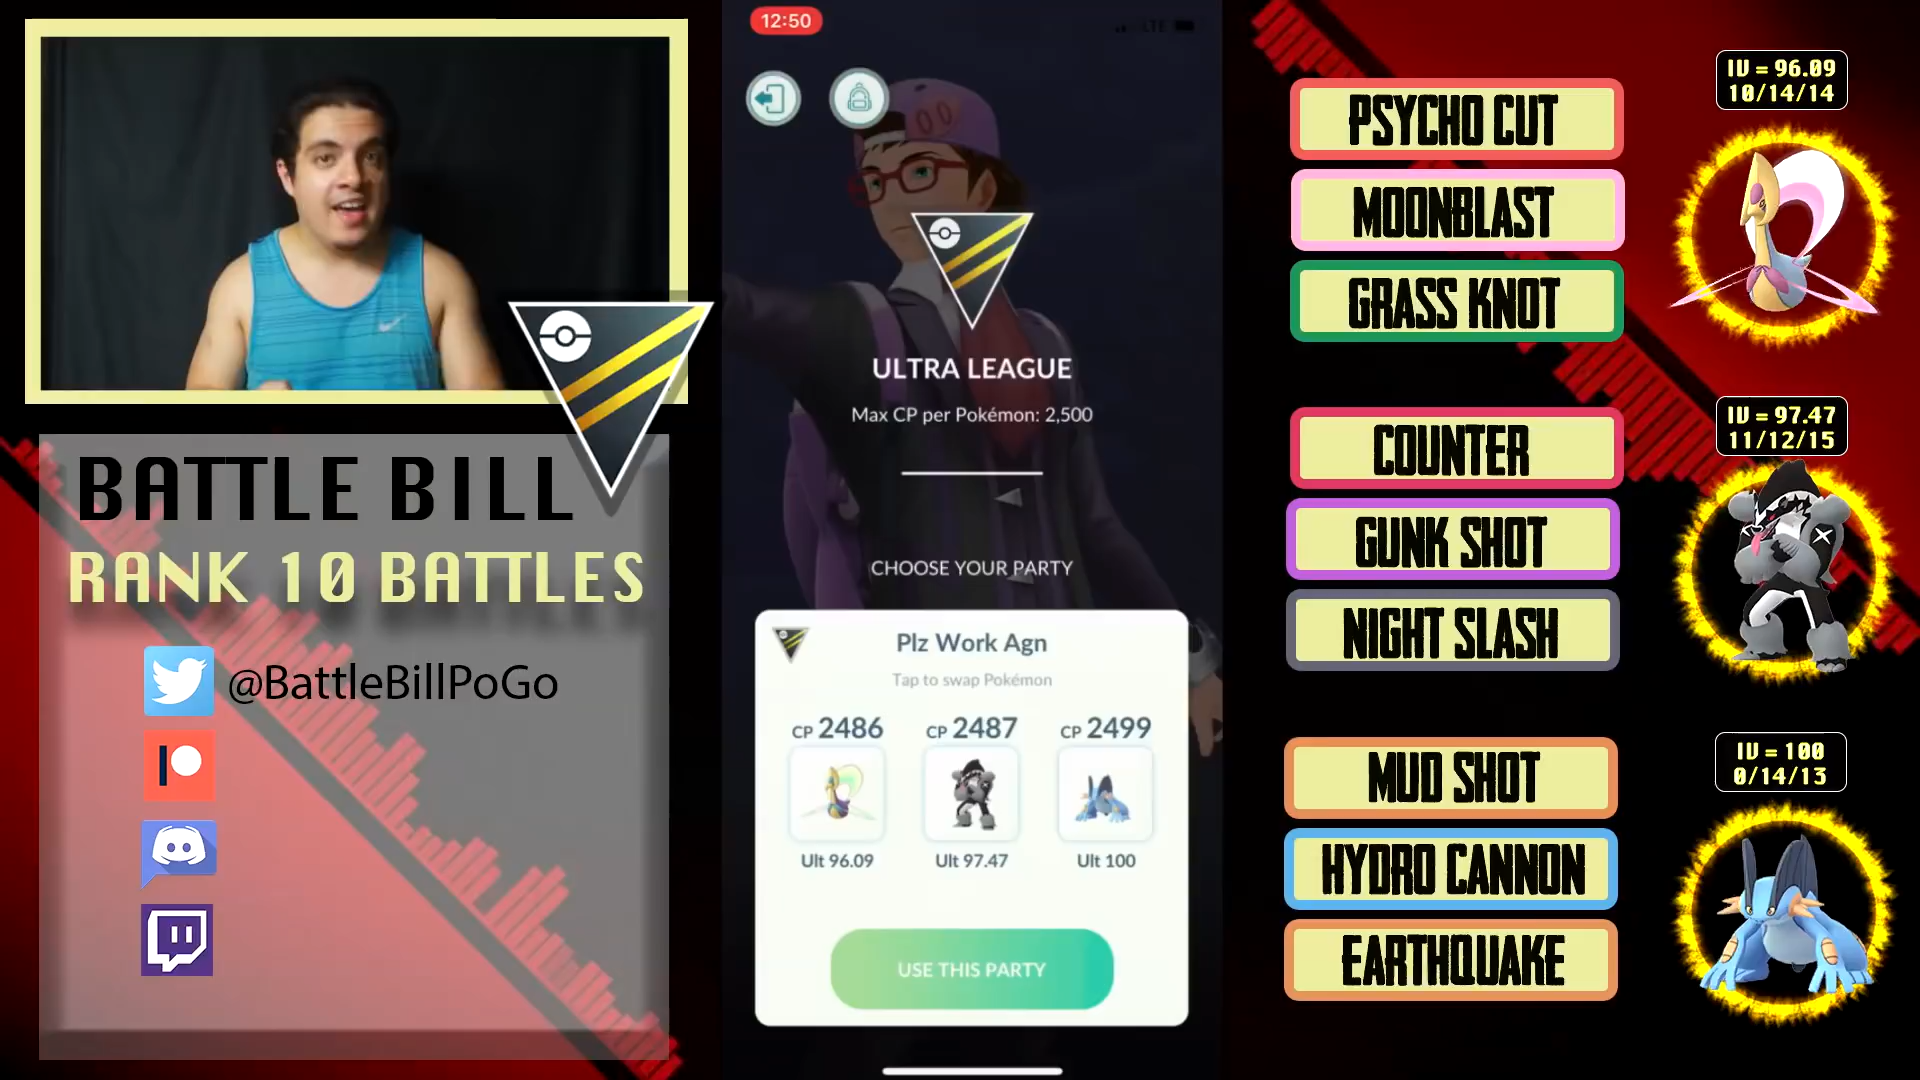 BATTLE BILL
RANK 10 BATTLES
@BattleBillPoGo
12:50
LTE
ULTRA LEAGUE
Max CP per Pokémon: 2,500
CHOOSE YOUR PARTY
Plz Work Agn
Tap to swap Pokémon
CP 2486 CP 2487 CP 2499
Ult 96.09 Ult 97.47 Ult 100
USE THIS PARTY
PSYCHO CUT
MOONBLAST
GRASS KNOT
IV = 96.09
10/14/14
COUNTER
GUNK SHOT
NIGHT SLASH
IV = 97.47
11/12/15
MUD SHOT
HYDRO CANNON
EARTHQUAKE
IV = 100
0/14/13